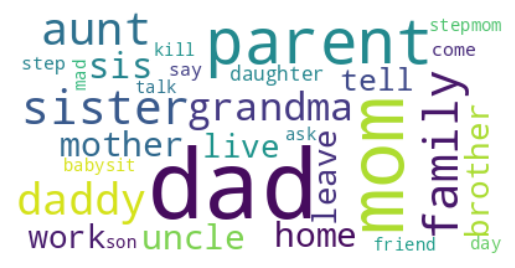 aunt
parent
stepmom
kill
come
step
mad
sis
say
daughter
tell
talk
sister
grandma
mom
family
brother
mother
live
ask
leave
babysit
dad
daddy
work
son
uncle
home
friend
day